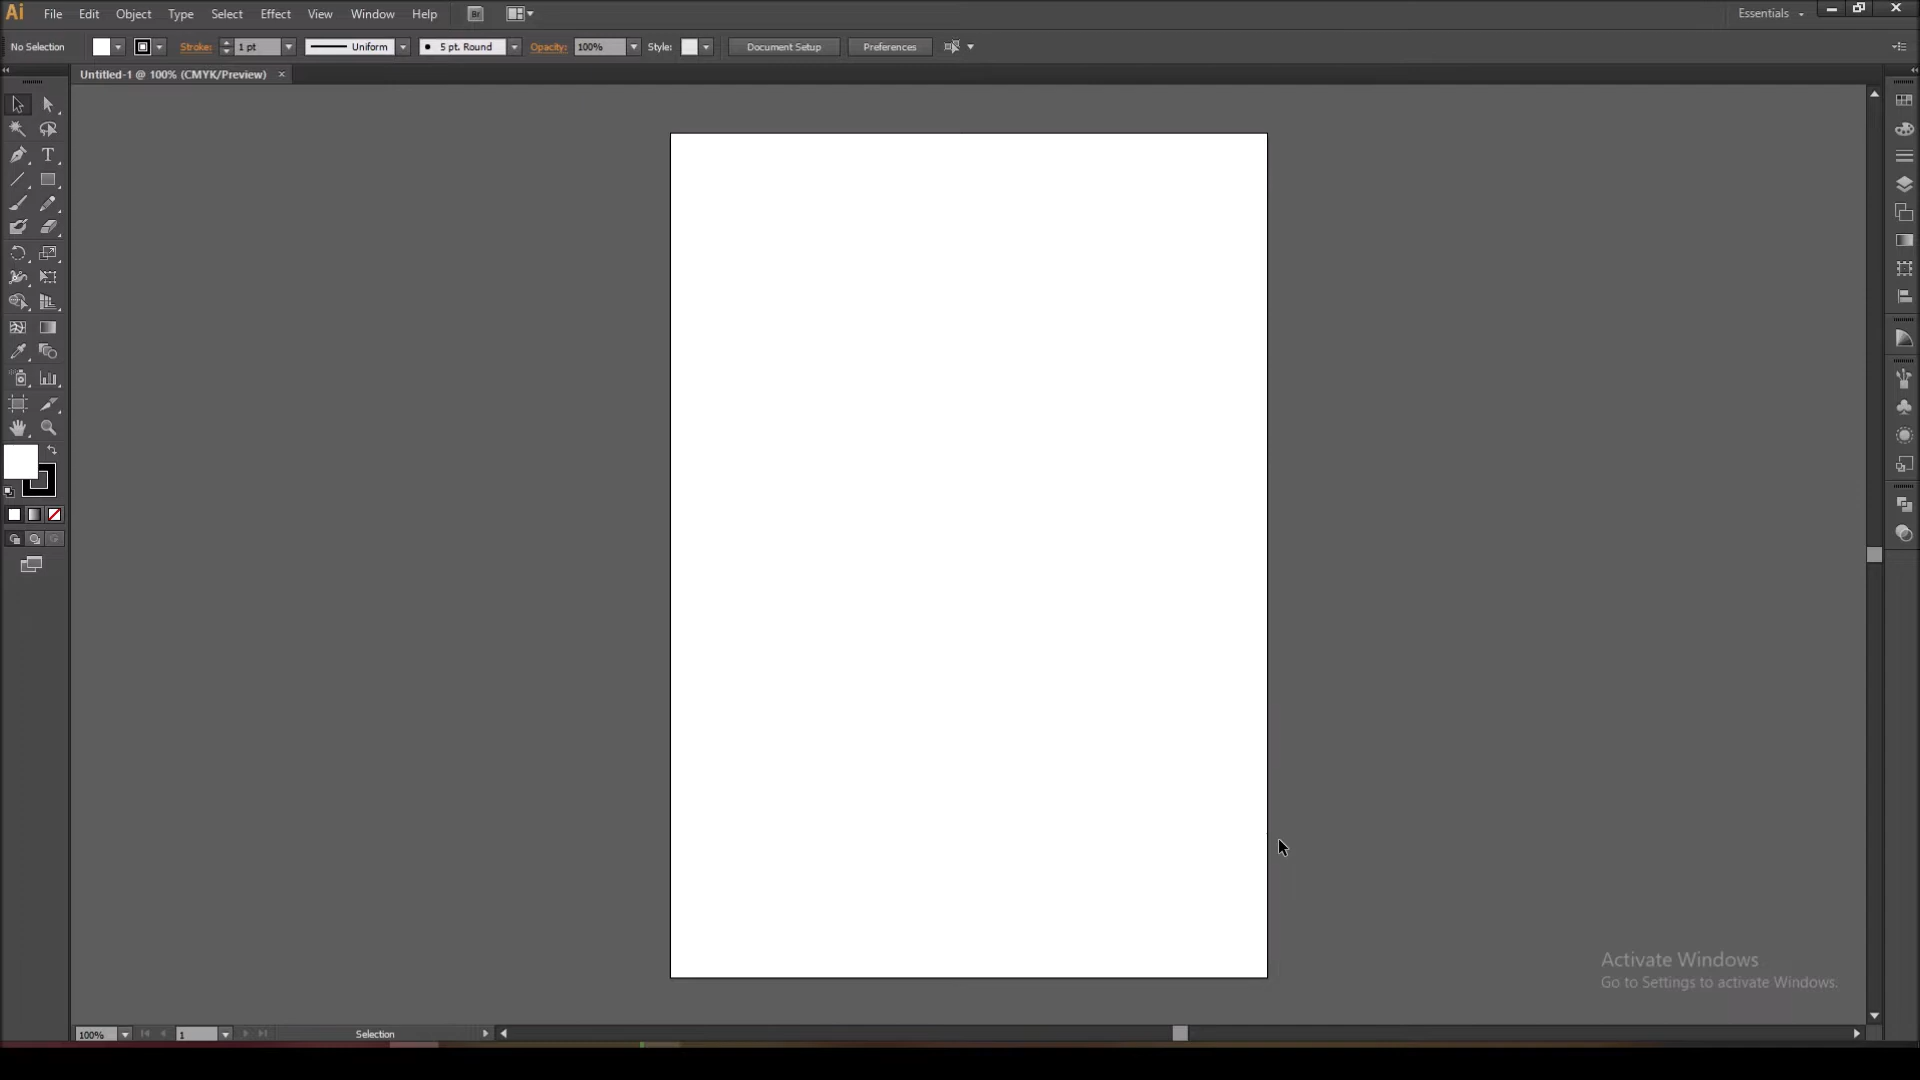 Ai File Edit Object Type Select Effect View Window Help Br Essentials
No Selection Stroke: 1 pt Uniform 5 pt. Round Opacity: 100% Style: Document Setup Preferences
Untitled-1 @ 100% (CMYK/Preview)
T
Activate Windows
Go to Settings to activate Windows.
100% 1 Selection